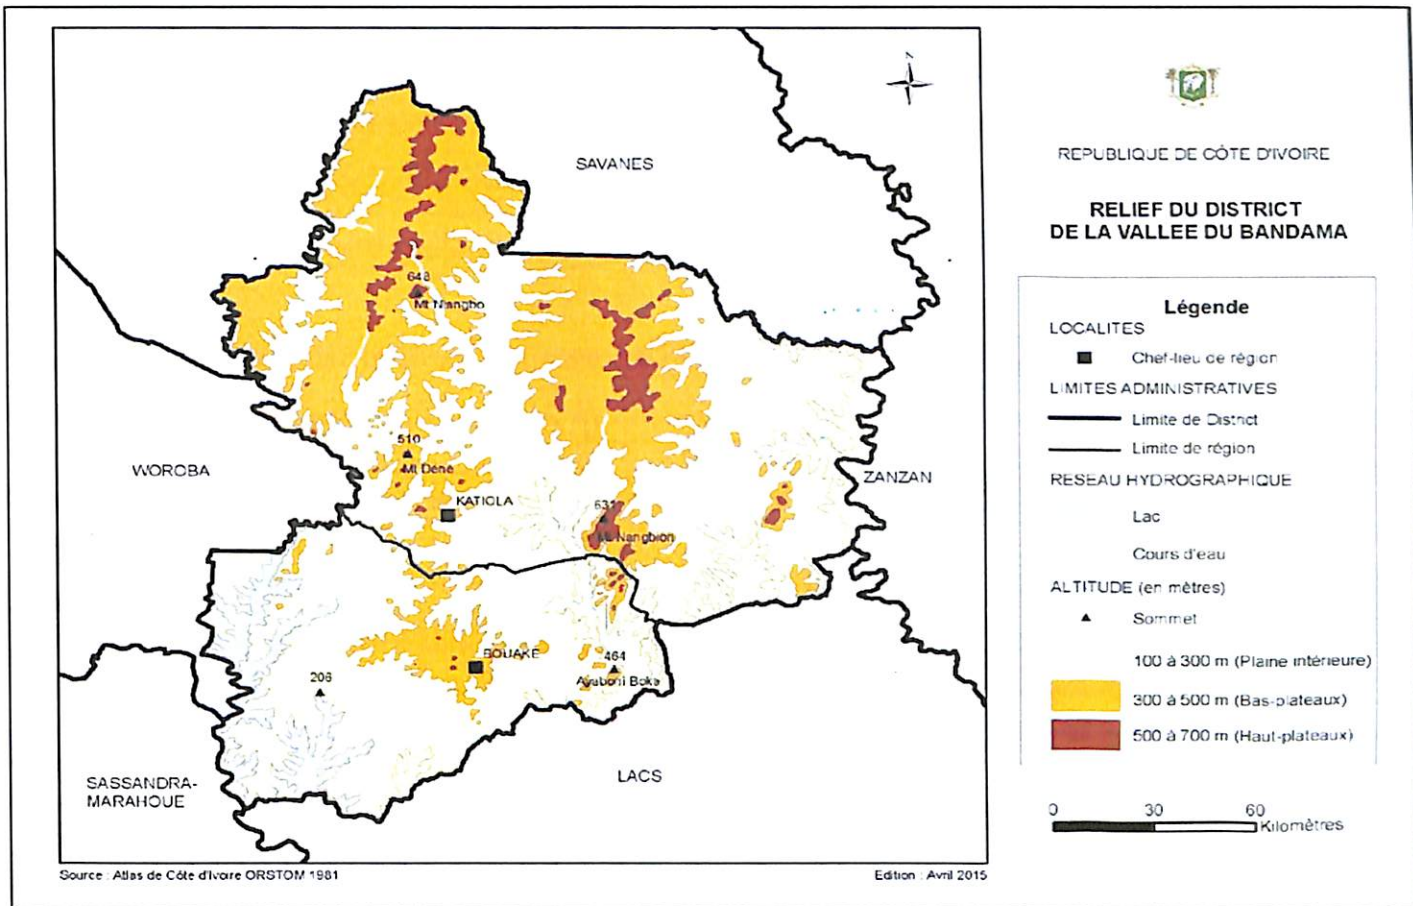 REPUBLIQUE DE CÔTE D'IVOIRE
RELIEF DU DISTRICT
DE LA VALLEE DU BANDAMA
Légende
LOCALITES
Chef-lieu de région
LIMITES ADMINISTRATIVES
Limite de District
Limite de région
RESEAU HYDROGRAPHIQUE
Lac
Cours d'eau
ALTITUDE (en mètres)
Sommet
100 à 300 m (Plaine intérieure)
300 à 500 m (Bas-plateaux)
500 à 700 m (Haut-plateaux)
0 30 60
Kilomètres
N
SAVANES
648
Mt Niangbo
510
Mt Dené
WOROBA
ZANZAN
KATIOLA
631
Mt Nangbion
BOUAKÉ
464
Boka
206
SASSANDRA-
MARAHOUE
LACS
Source : Atlas de Côte d'Ivoire ORSTOM 1981
Edition : Avril 2015